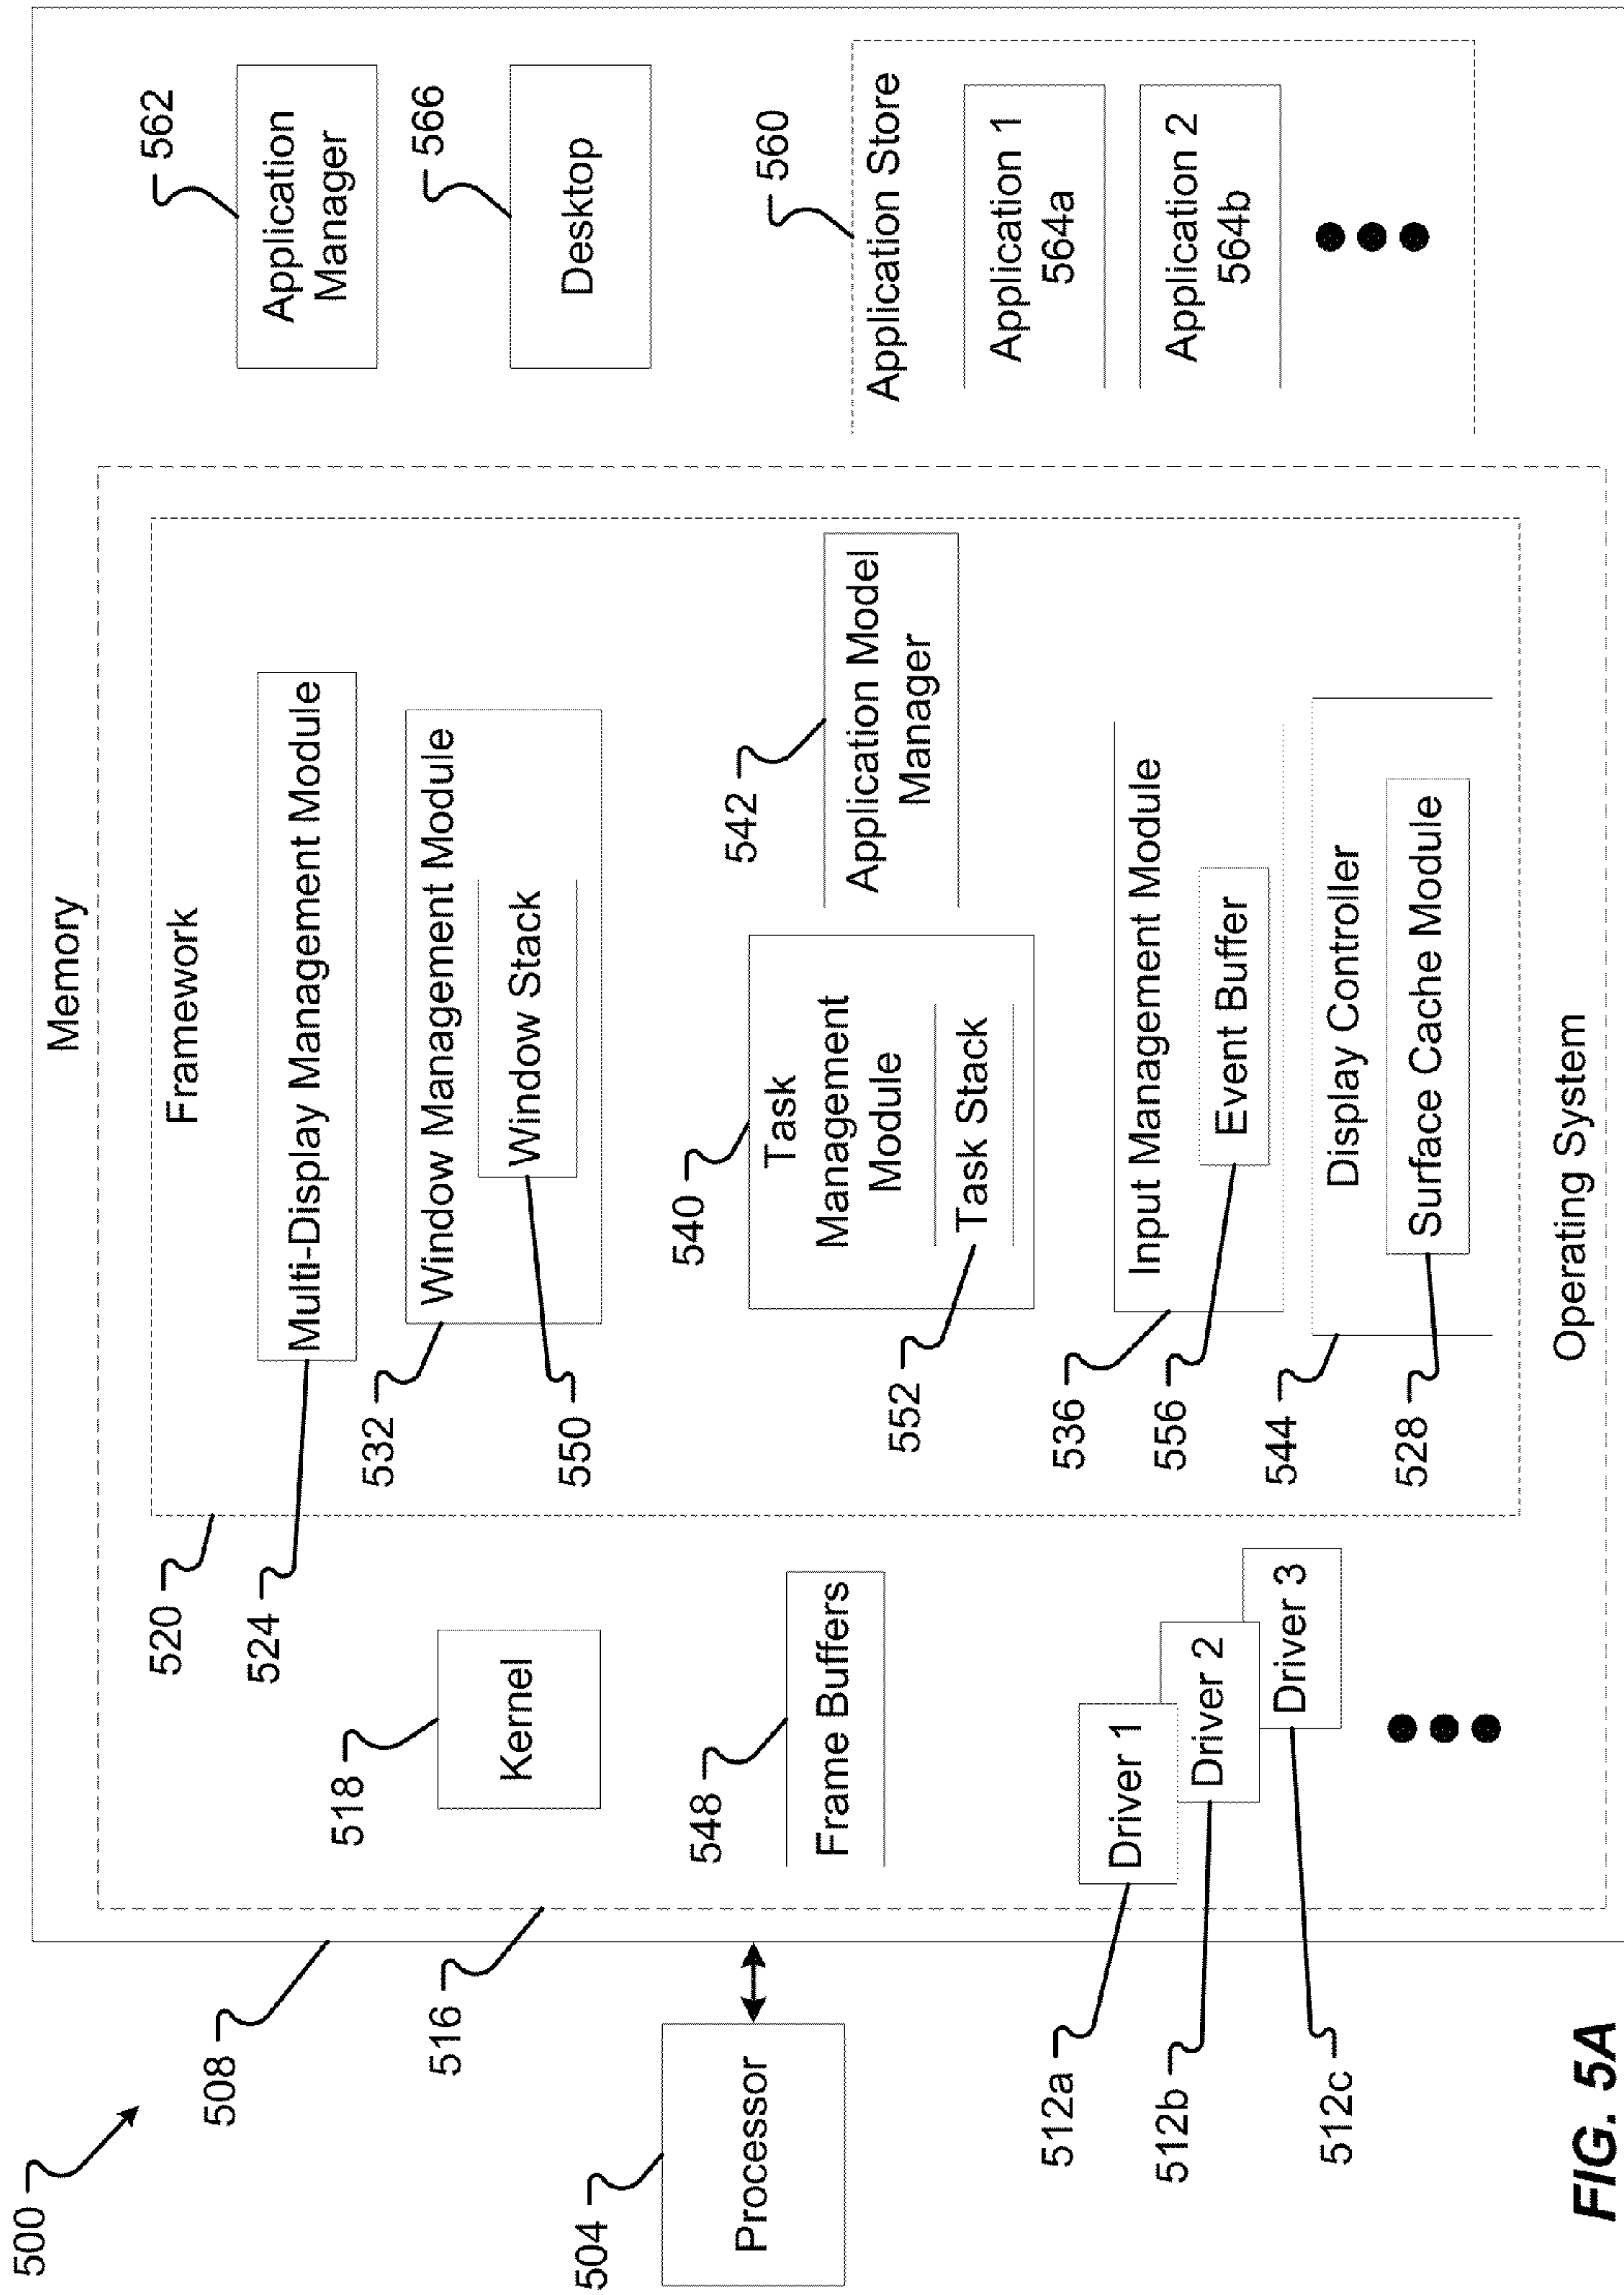 500
508
Memory
516
Operating System
504
Processor
518
Kernel
548
Frame Buffers
512a
Driver 1
512b
Driver 2
512c
Driver 3
520
Framework
524
Multi-Display Management Module
532
Window Management Module
550
Window Stack
540
Task
Management
Module
552
Task Stack
542
Application Model
Manager
536
Input Management Module
556
Event Buffer
544
Display Controller
528
Surface Cache Module
562
Application
Manager
566
Desktop
560
Application Store
Application 1
564a
Application 2
564b
FIG. 5A